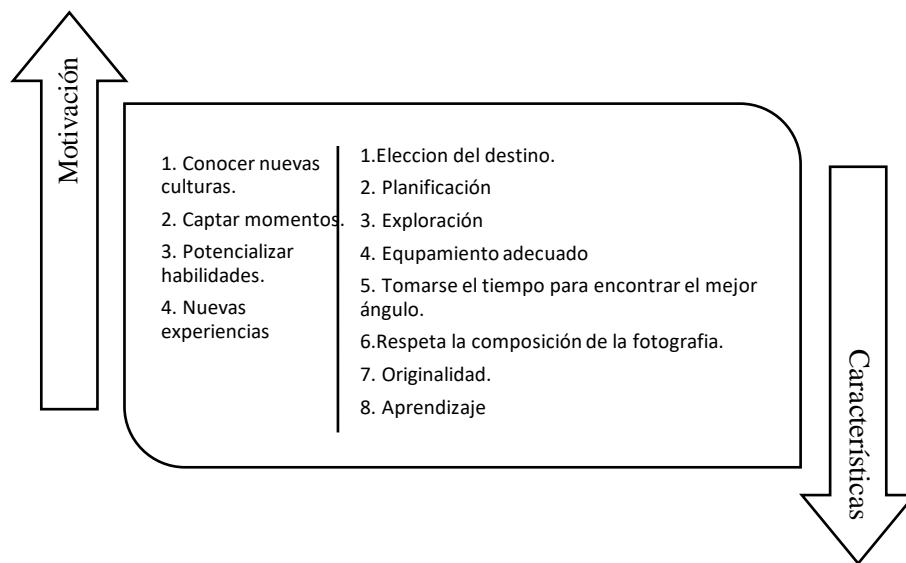 Motivación
1. Conocer nuevas
culturas.
2. Captar momentos.
3. Potencializar
habilidades.
4. Nuevas
experiencias
1.Eleccion del destino.
2. Planificación
3. Exploración
4. Equpamiento adecuado
5. Tomarse el tiempo para encontrar el mejor
ángulo.
6.Respeta la composición de la fotografia.
7. Originalidad.
8. Aprendizaje
Características